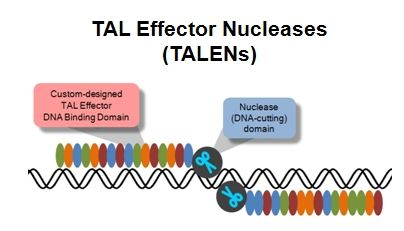 TAL Effector Nucleases
(TALENs)
Custom-designed
TAL Effector
DNA Binding Domain
Nuclease
(DNA-cutting)
domain